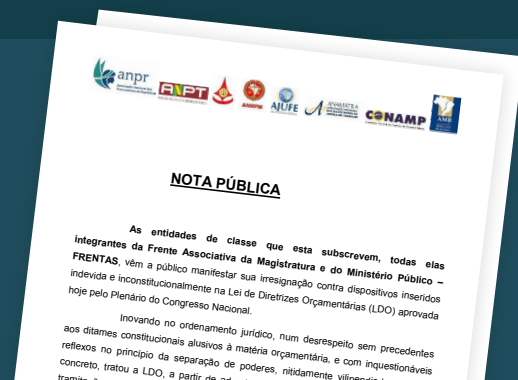 anpr
ANPT
ANMPM
AJUFE
ANAMATRA
CONAMP
AMB
NOTA PÚBLICA
As entidades de classe que esta subscrevem, todas elas
integrantes da Frente Associativa da Magistratura e do Ministério Público –
FRENTAS, vêm a público manifestar sua irresignação contra dispositivos inseridos
indevida e inconstitucionalmente na Lei de Diretrizes Orçamentárias (LDO) aprovada
hoje pelo Plenário do Congresso Nacional.
Inovando no ordenamento jurídico, num desrespeito sem precedentes
aos ditames constitucionais alusivos à matéria orçamentária, e com inquestionáveis
reflexos no princípio da separação de poderes, nitidamente
concreto, tratou a LDO, a partir de